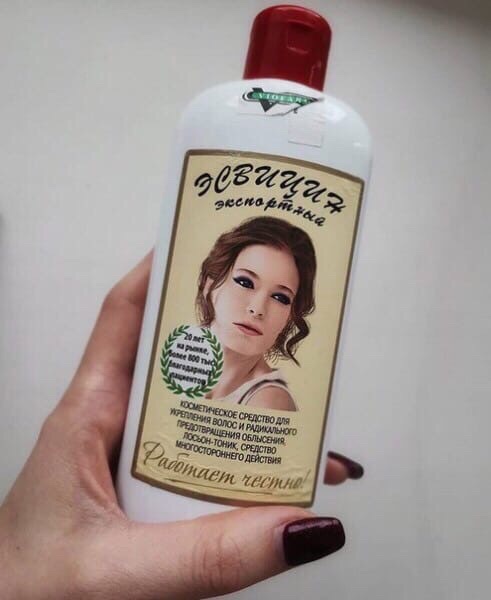 VIOFARM
ЭСВИЦИН
экспортный
20 лет
на рынке,
более 800 тыс.
благодарных
пациентов
КОСМЕТИЧЕСКОЕ СРЕДСТВО ДЛЯ
УКРЕПЛЕНИЯ ВОЛОС И РАДИКАЛЬНОГО
ПРЕДОТВРАЩЕНИЯ ОБЛЫСЕНИЯ,
ЛОСЬОН-ТОНИК, СРЕДСТВО
МНОГОСТОРОННЕГО ДЕЙСТВИЯ
Работает честно!